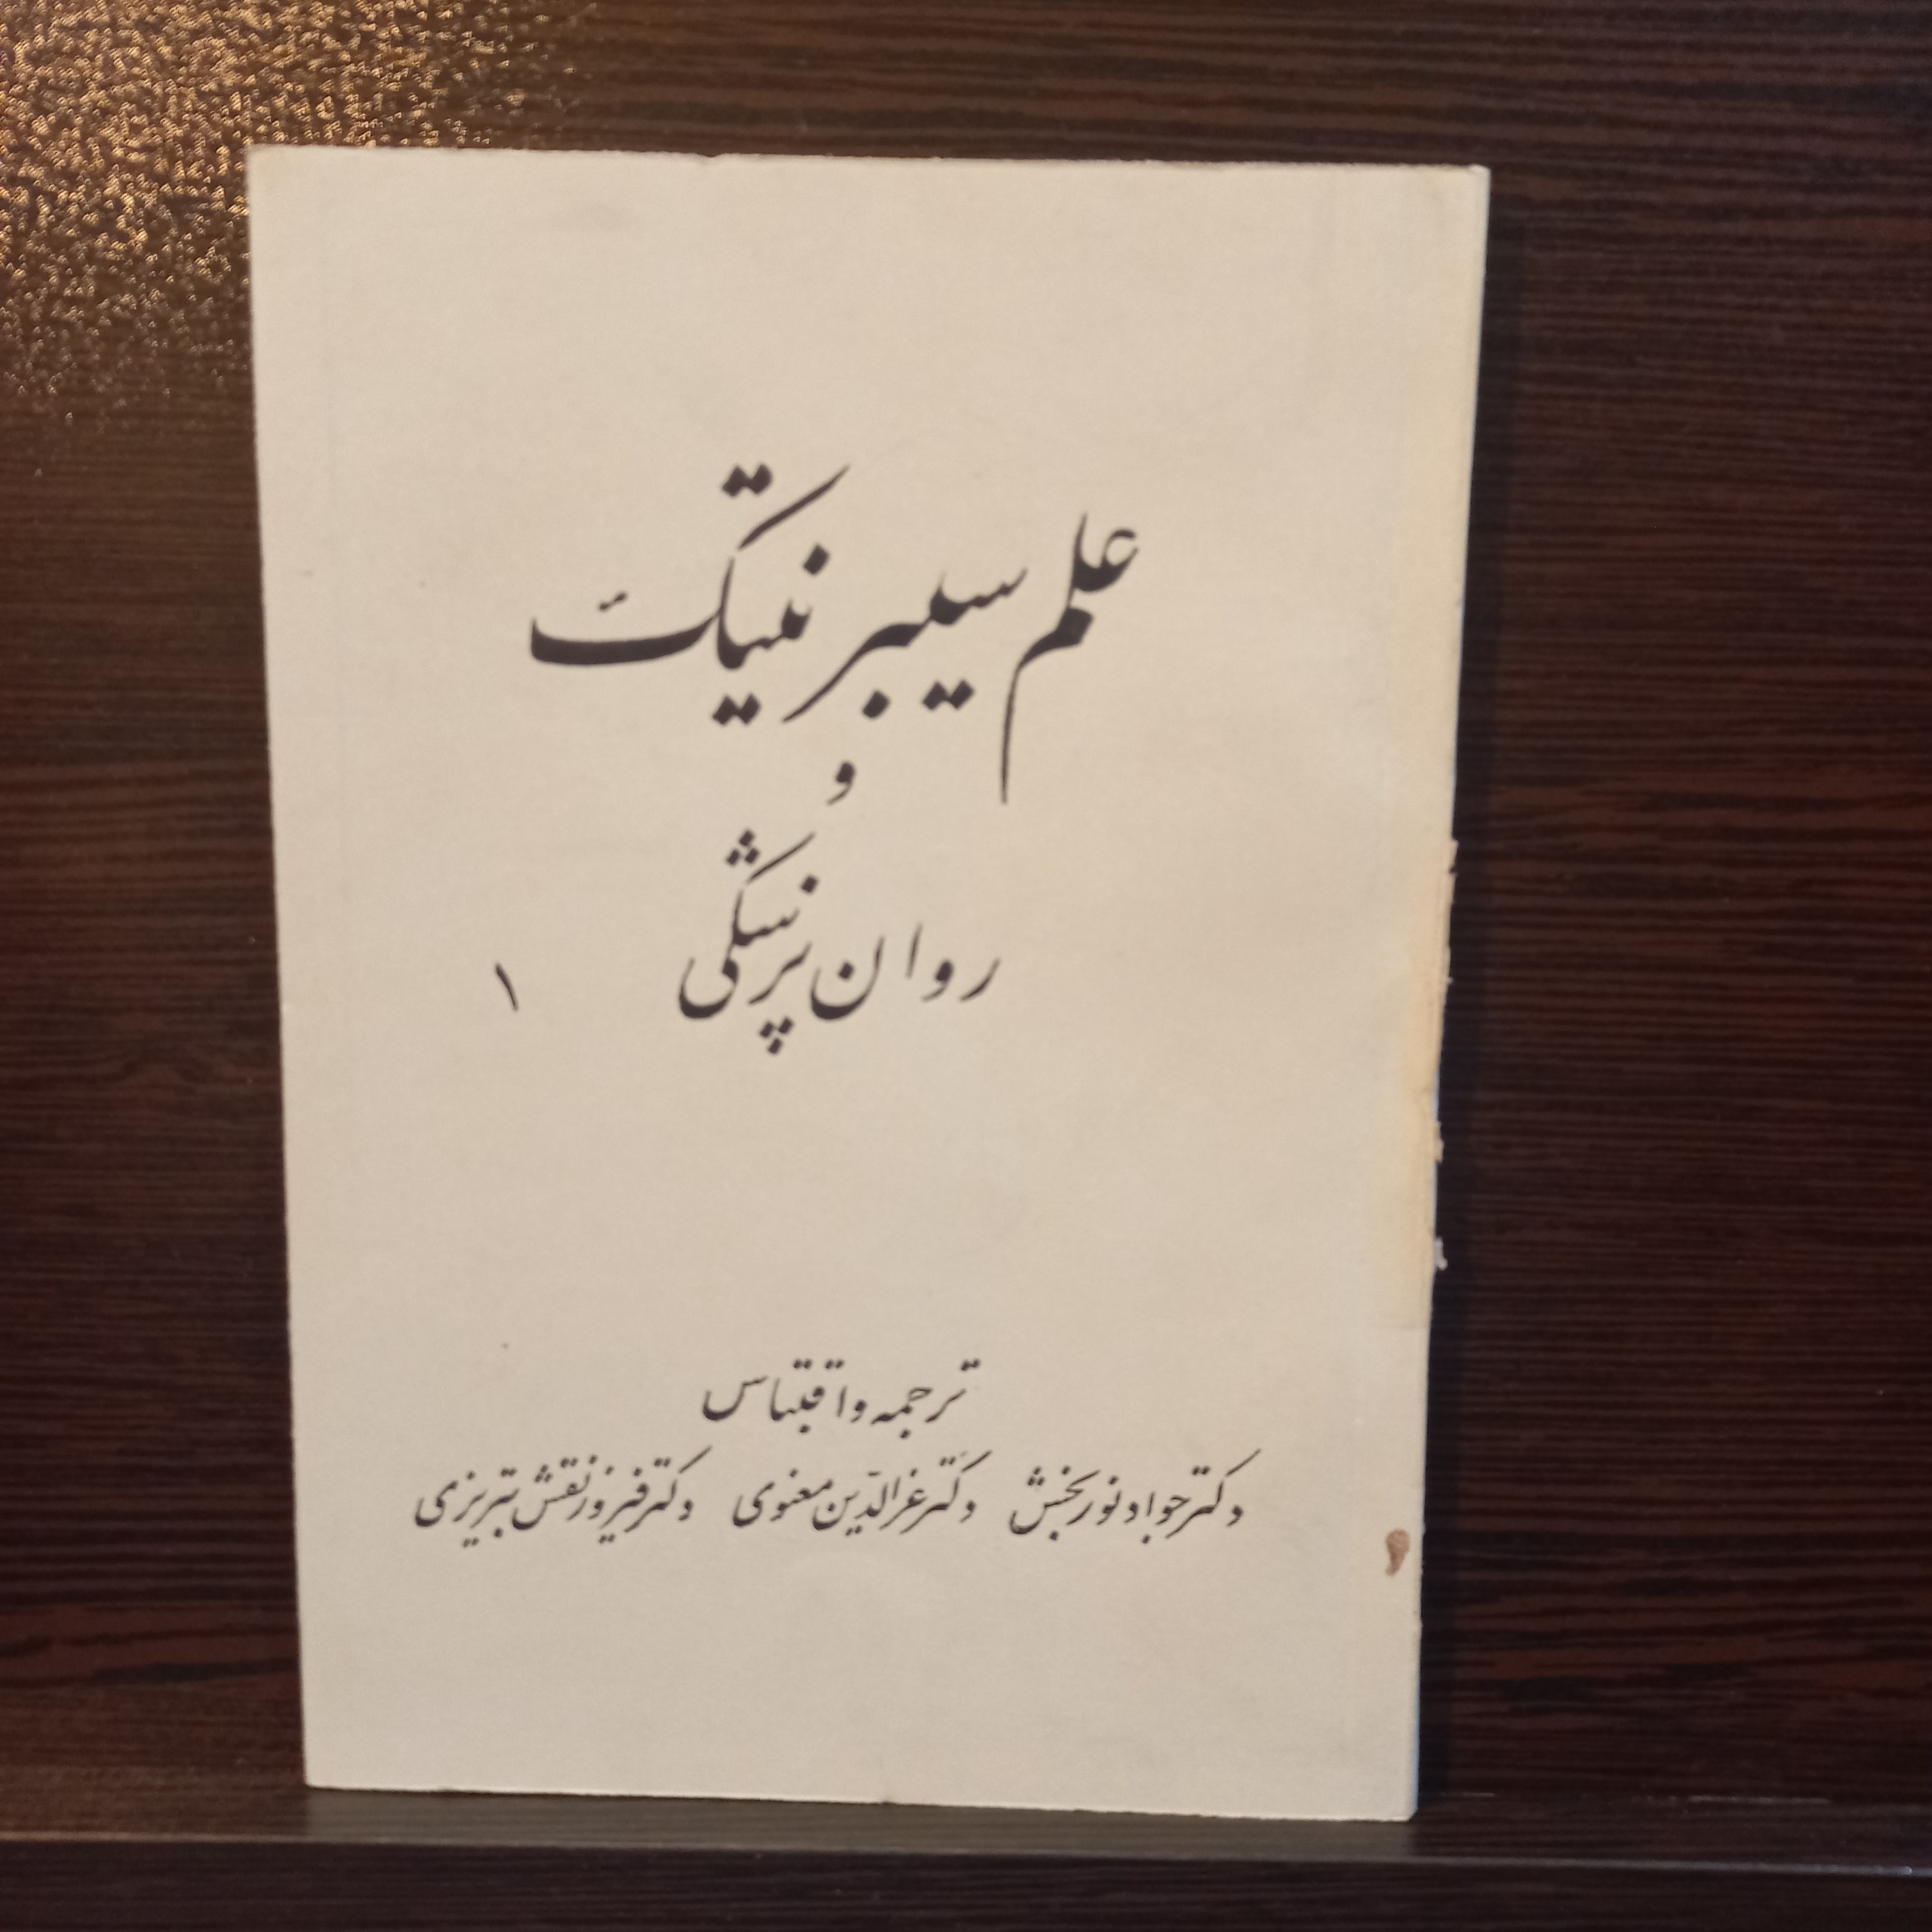 علم سیبرنتیک
و
روان پزشکی ۱
ترجمه و اقتباس
دکتر جواد نوربخش دکتر عزالدین معنوی دکتر فیروز نقش تبریزی